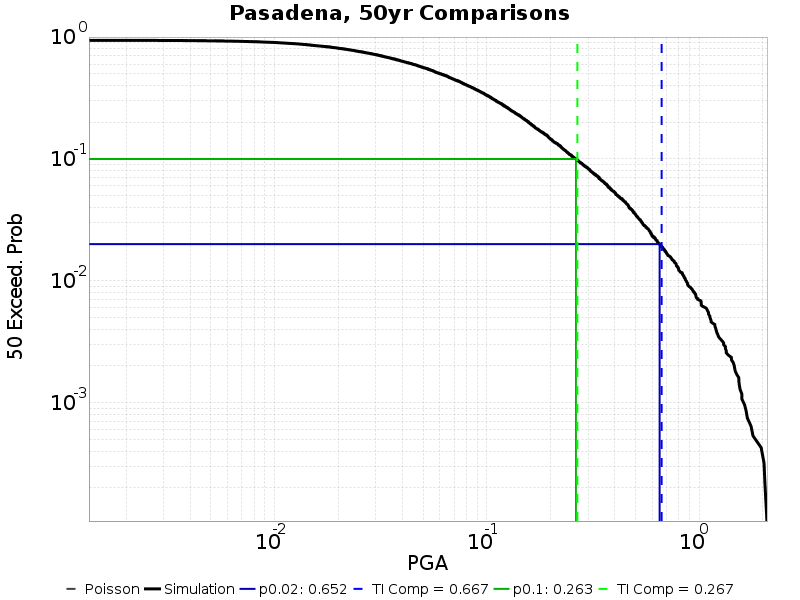 Pasadena, 50yr Comparisons
50 Exceed. Prob
10^0
10^-1
10^-2
10^-3
10^-2 10^-1 10^0
PGA
Poisson Simulation p0.02: 0.652 TI Comp = 0.667 p0.1: 0.263 TI Comp = 0.267